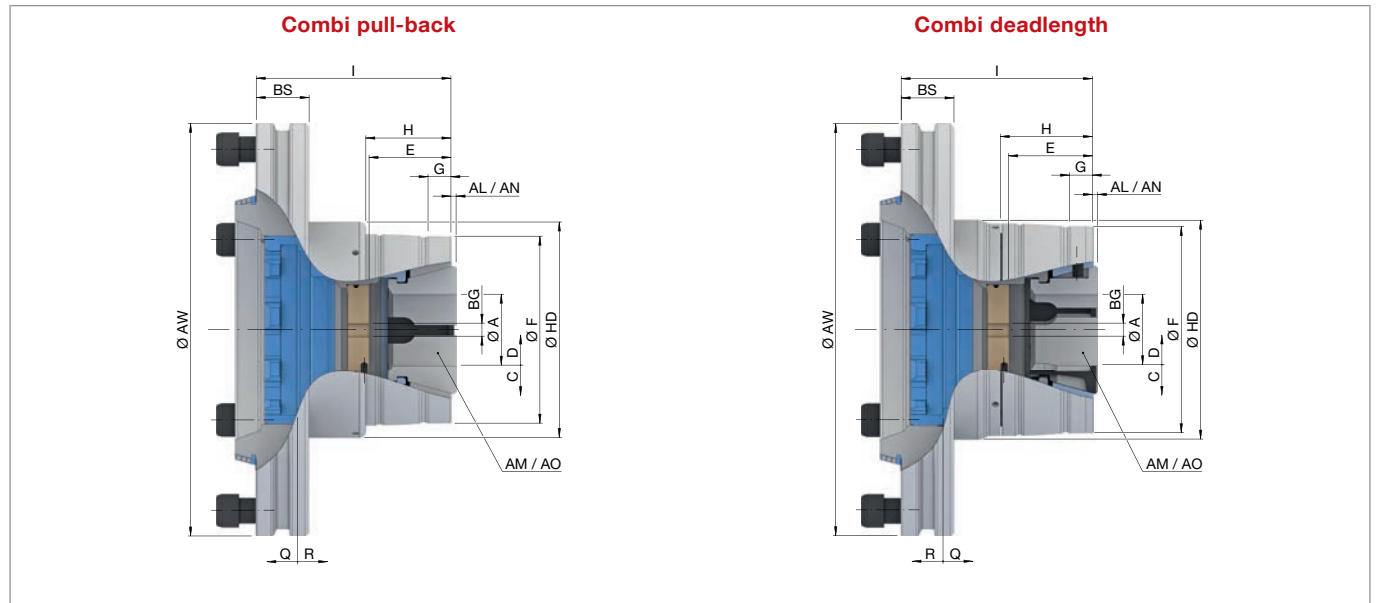 Combi pull-back
Combi deadlength
I
BS
H
E
G
AL / AN
Ø AW
BG
Ø A
D
C
Ø F
Ø HD
AM / AO
Q
R
I
BS
H
E
G
AL / AN
Ø AW
BG
Ø A
D
C
Ø F
Ø HD
AM / AO
R
Q